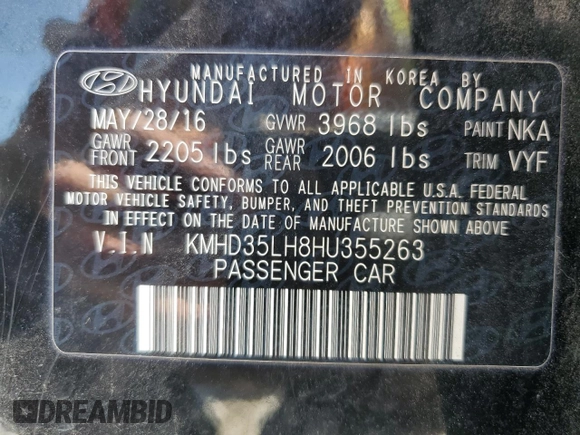 MANUFACTURED IN KOREA BY
HYUNDAI MOTOR COMPANY
MAY/28/16 GVWR 3968 lbs PAINT NKA
GAWR FRONT 2205 lbs GAWR REAR 2006 lbs TRIM VYF
THIS VEHICLE CONFORMS TO ALL APPLICABLE U.S.A. FEDERAL
MOTOR VEHICLE SAFETY, BUMPER, AND THEFT PREVENTION STANDARDS
IN EFFECT ON THE DATE OF MANUFACTURE SHOWN ABOVE
V.I.N KMHD35LH8HU355263
PASSENGER CAR
DREAMBID